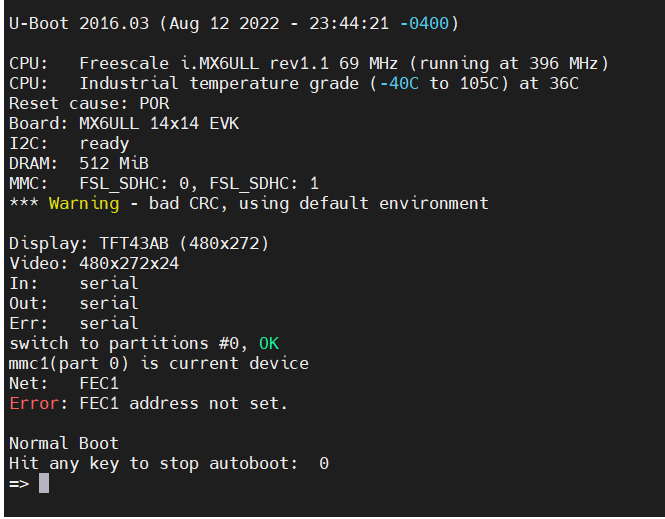 U-Boot 2016.03 (Aug 12 2022 - 23:44:21 -0400)
CPU:   Freescale i.MX6ULL rev1.1 69 MHz (running at 396 MHz)
CPU:   Industrial temperature grade (-40C to 105C) at 36C
Reset cause: POR
Board: MX6ULL 14x14 EVK
I2C:   ready
DRAM:  512 MiB
MMC:   FSL_SDHC: 0, FSL_SDHC: 1
*** Warning - bad CRC, using default environment
Display: TFT43AB (480x272)
Video: 480x272x24
In:    serial
Out:   serial
Err:   serial
switch to partitions #0, OK
mmc1(part 0) is current device
Net:   FEC1
Error: FEC1 address not set.
Normal Boot
Hit any key to stop autoboot:  0
=>